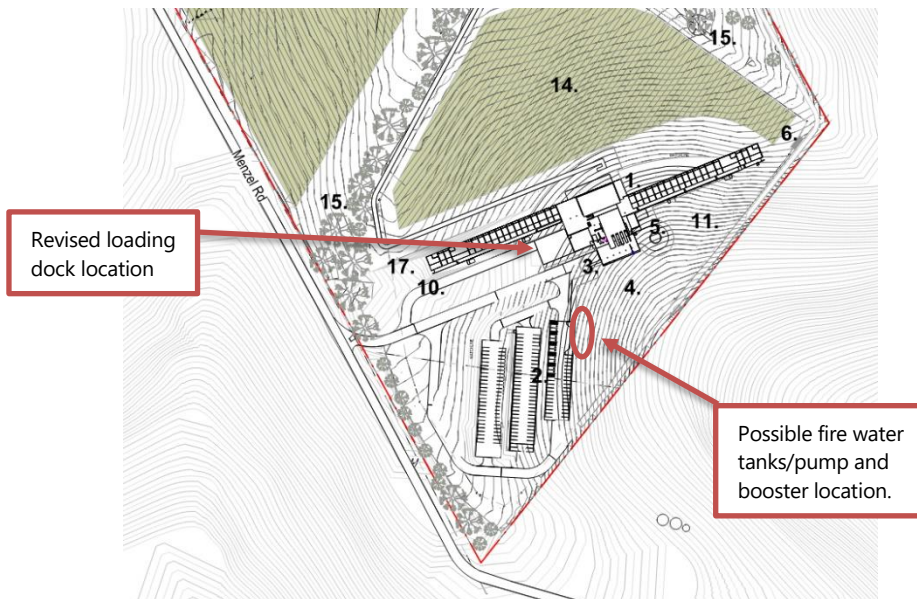 15.
14.
6.
Menzel Rd
1.
15.
11.
5.
Revised loading
dock location
17.
3.
10.
4.
2.
Possible fire water
tanks/pump and
booster location.